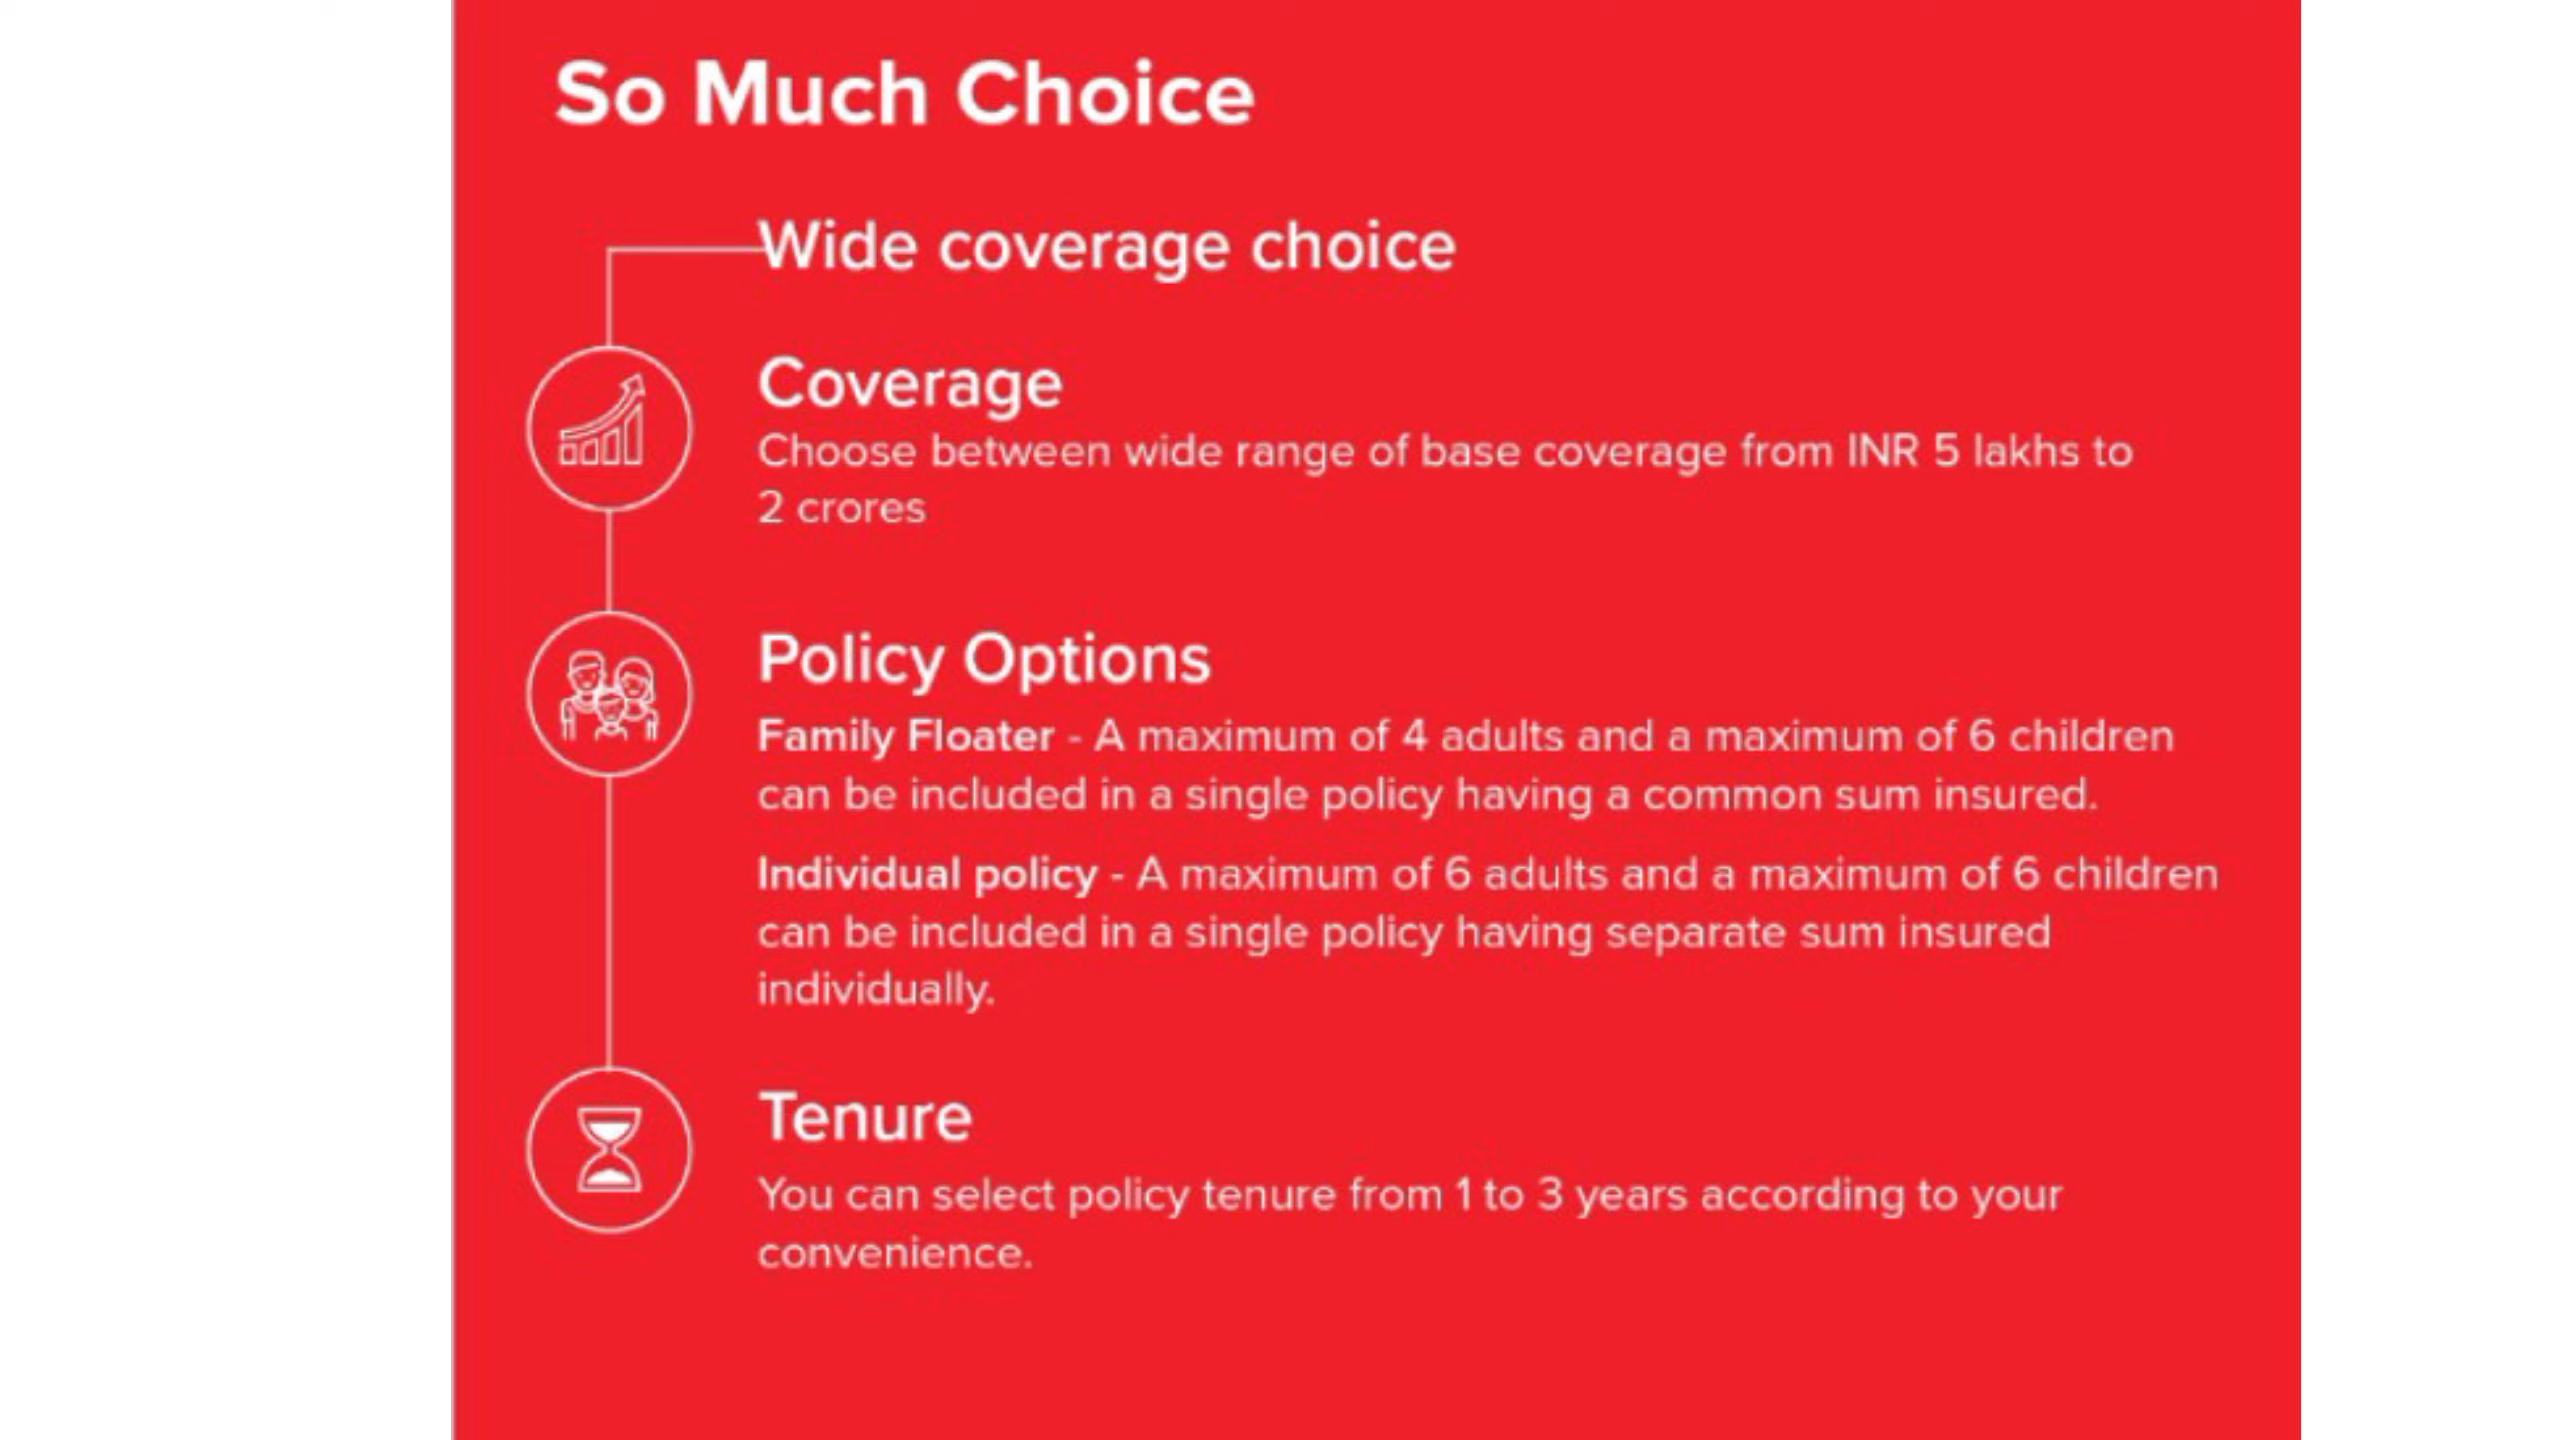 So Much Choice
Wide coverage choice
Coverage
Choose between wide range of base coverage from INR 5 lakhs to
2 crores
Policy Options
Family Floater - A maximum of 4 adults and a maximum of 6 children
can be included in a single policy having a common sum insured.
Individual policy - A maximum of 6 adults and a maximum of 6 children
can be included in a single policy having separate sum insured
individually.
Tenure
You can select policy tenure from 1 to 3 years according to your
convenience.